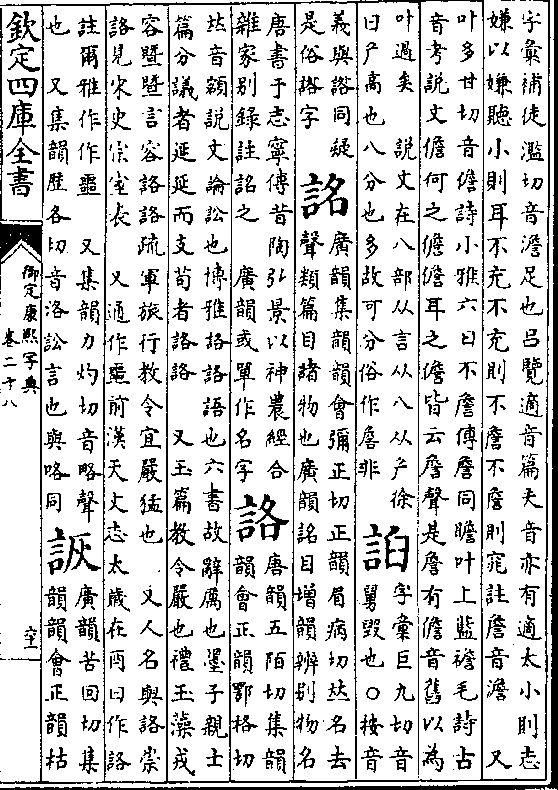 字彙補徒濫切音澹足也呂覽適音篇夫音亦有適太小則志
嫌以嫌聽小則耳不充不充則不詹不詹則窕註詹音澹　又
叶多甘切音儋詩小雅六日不詹傳詹同瞻叶上藍襜毛詩古
音考說文儋何之儋儋耳之儋皆云詹聲是詹有儋音舊以為
叶過矣　說文在八部从言从八从厃徐
曰厃高也八分也多故可分俗作詹非
字彙巨九切音
舅毀也○按音
義與諮同疑
是俗諮字
詺
廣韻集韻韻會彌正切正韻眉病切𠀤名去
聲類篇目諸物也廣韻詺目增韻辨別物名
唐書于志寧傳昔陶弘景以神農經合
雜家别錄註詺之　廣韻或單作名字
詻
唐韻五陌切集韻
韻會正韻鄂格切
𠀤音額說文論訟也博雅詻詻語也六書故辭厲也墨子親士
篇分議者延延而支苟者詻詻　又玉篇教令嚴也禮玉藻戎
容暨暨言容詻詻疏軍旅行教令宜嚴猛也　又人名與詻崇
詻見宋史宗室表　又通作噩前漢天文志太歲在酉曰作詻
註爾雅作作噩　又集韻力灼切音略聲
也　又集韻歷各切音洛訟言也與咯同
詼
廣韻苦回切集
韻韻會正韻枯
欽定四庫全書
御定康熙字典
卷二十八